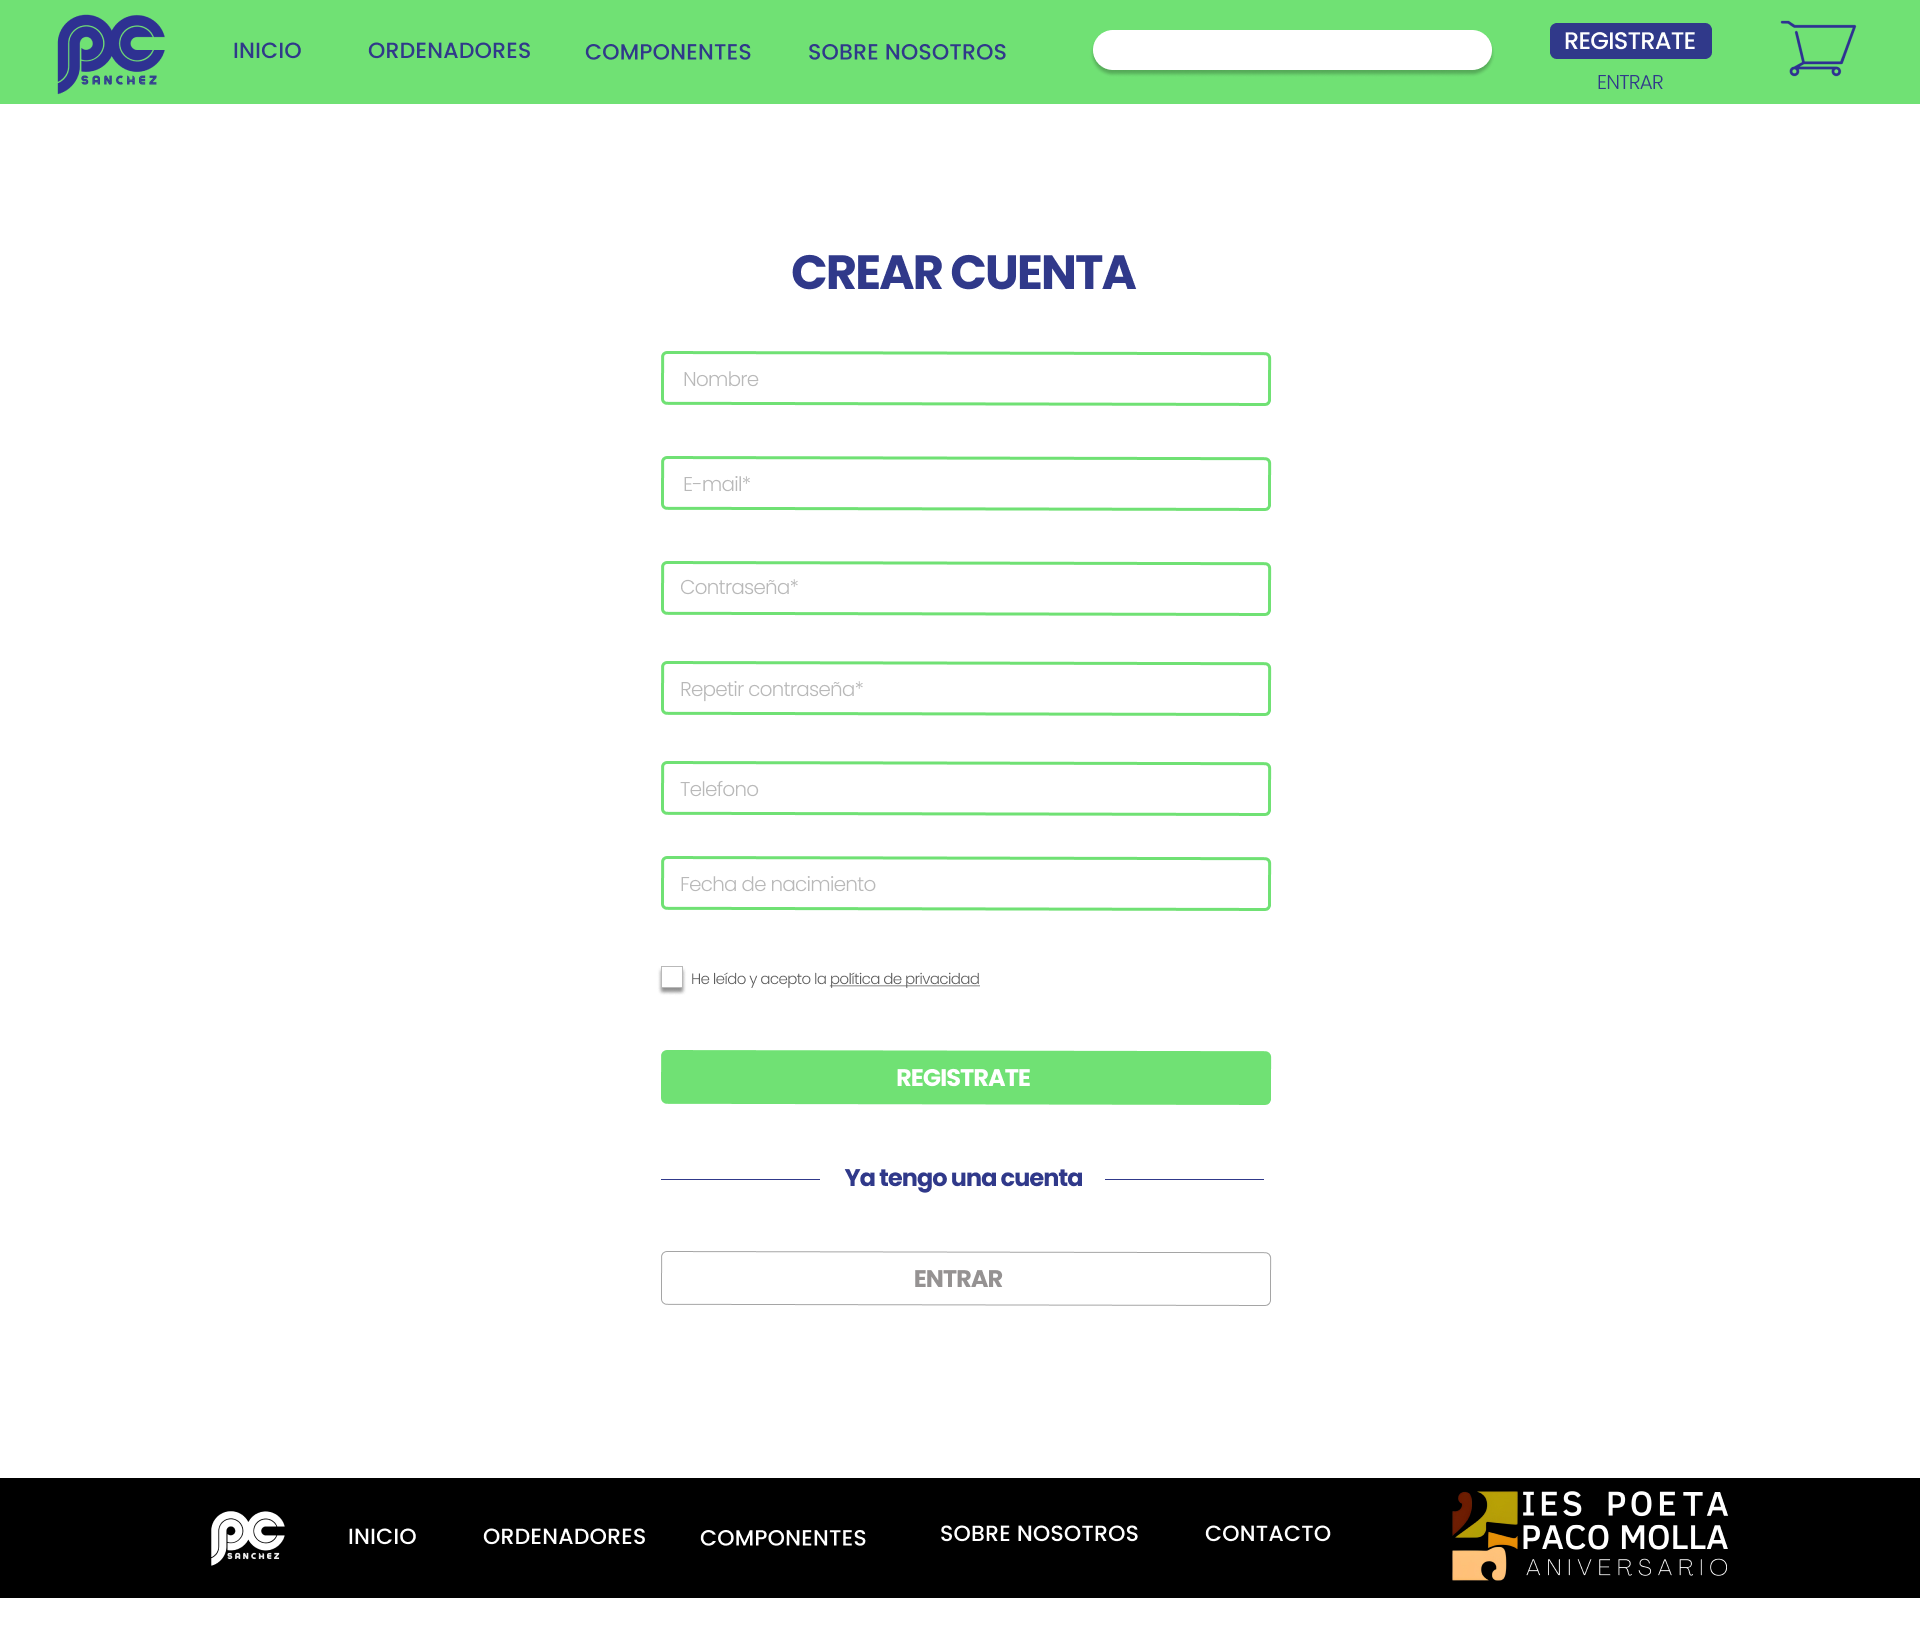 PC
SANCHEZ
INICIO
ORDENADORES
COMPONENTES
SOBRE NOSOTROS
REGISTRATE
ENTRAR
CREAR CUENTA
Nombre
E-mail*
Contraseña*
Repetir contraseña*
Telefono
Fecha de nacimiento
He leído y acepto la política de privacidad
REGISTRATE
Ya tengo una cuenta
ENTRAR
PC
SANCHEZ
INICIO
ORDENADORES
COMPONENTES
SOBRE NOSOTROS
CONTACTO
25
IES POETA
PACO MOLLA
ANIVERSARIO